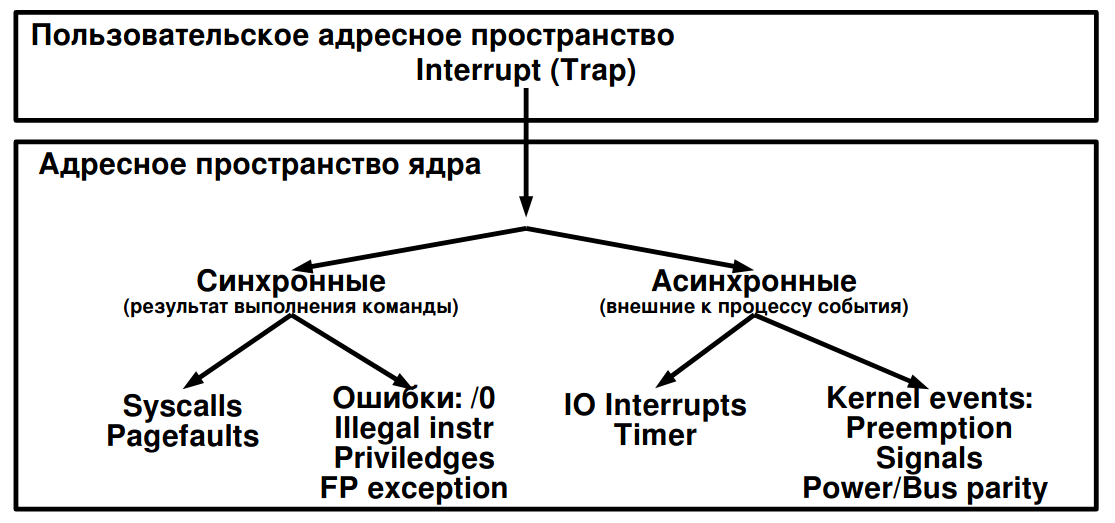 Пользовательское адресное пространство
Interrupt (Trap)
Адресное пространство ядра
Синхронные
(результат выполнения команды)
Асинхронные
(внешние к процессу события)
Syscalls
Pagefaults
Ошибки: /0
Illegal instr
Priviledges
FP exception
IO Interrupts
Timer
Kernel events:
Preemption
Signals
Power/Bus parity